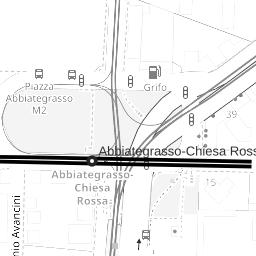 Piazza
Abbiategrasso
M2
Grifo
39
Abbiategrasso-Chiesa Ross
Abbiategrasso-
Chiesa
Rossa
15
nio Avancini